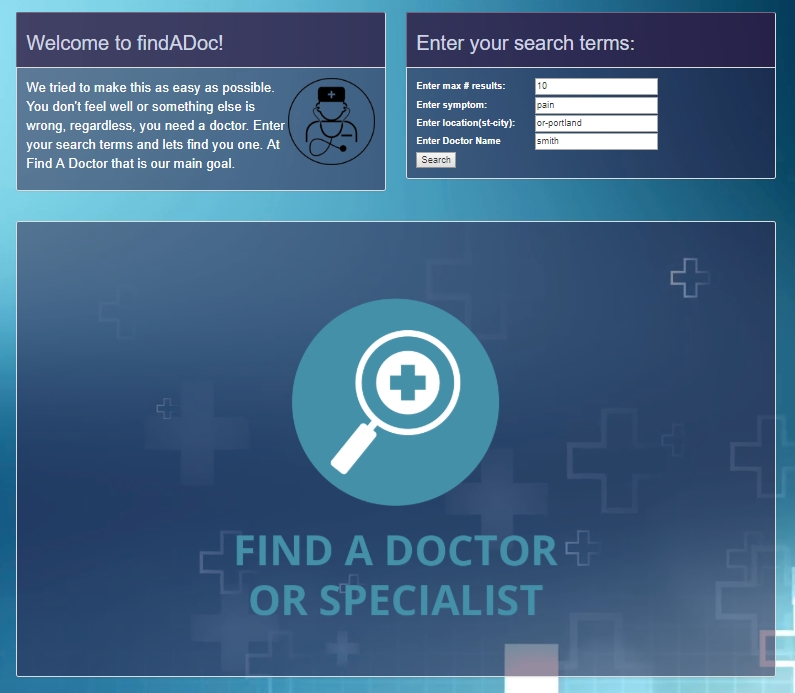 Welcome to findADoc!
We tried to make this as easy as possible.
You don't feel well or something else is
wrong, regardless, you need a doctor. Enter
your search terms and lets find you one. At
Find A Doctor that is our main goal.
Enter your search terms:
Enter max # results: 10
Enter symptom: pain
Enter location(st-city): or-portland
Enter Doctor Name smith
Search
FIND A DOCTOR
OR SPECIALIST